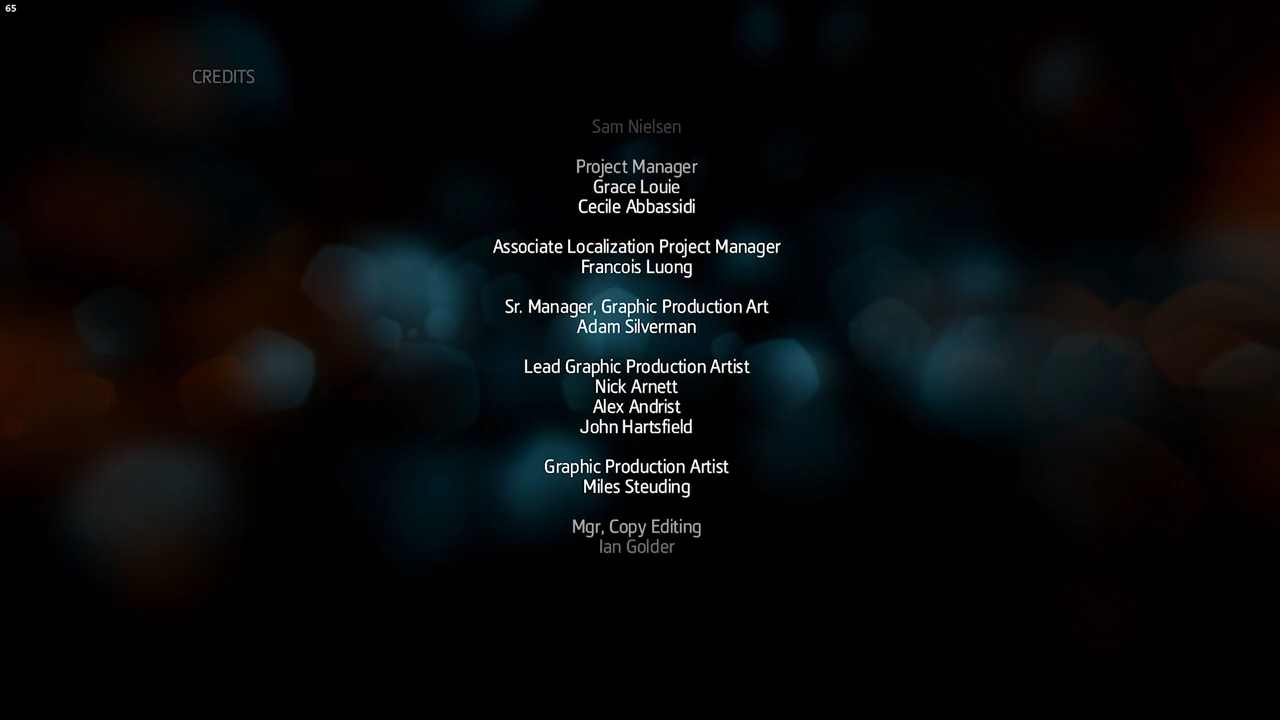 65
CREDITS
Sam Nielsen
Project Manager
Grace Louie
Cecile Abbassidi
Associate Localization Project Manager
Francois Luong
Sr. Manager, Graphic Production Art
Adam Silverman
Lead Graphic Production Artist
Nick Arnett
Alex Andrist
John Hartsfield
Graphic Production Artist
Miles Steuding
Mgr, Copy Editing
Ian Golder